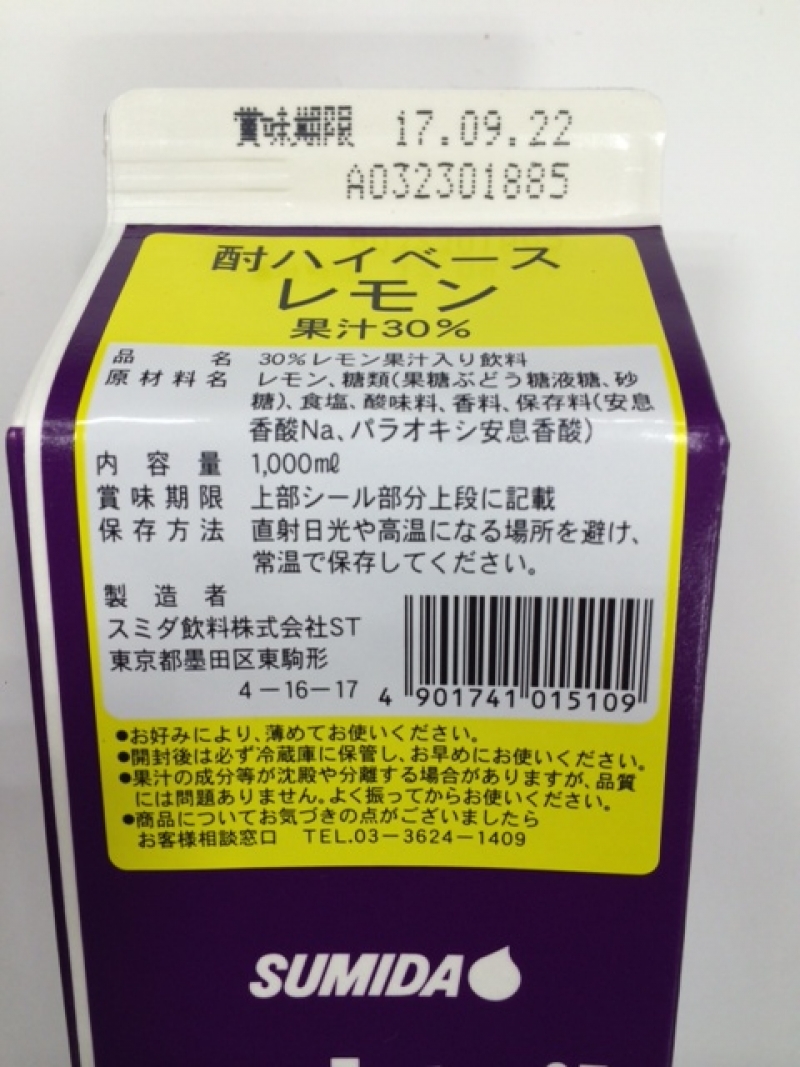 賞味期限 17.09.22
A032301885
酎ハイベース
レモン
果汁30%
品名 30%レモン果汁入り飲料
原材料名 レモン、糖類(果糖ぶどう糖液糖、砂
糖)、食塩、酸味料、香料、保存料(安息
香酸Na、パラオキシ安息香酸)
内容量 1,000㎖
賞味期限 上部シール部分上段に記載
保存方法 直射日光や高温になる場所を避け、
常温で保存してください。
製造者
スミダ飲料株式会社ST
東京都墨田区東駒形
4-16-17
4 901741 015109
●お好みにより、薄めてお使いください。
●開封後は必ず冷蔵庫に保管し、お早めにお使いください。
●果汁の成分等が沈殿や分離する場合がありますが、品質
には問題ありません。よく振ってからお使いください。
●商品についてお気づきの点がございましたら
お客様相談窓口 TEL.03-3624-1409
SUMIDA